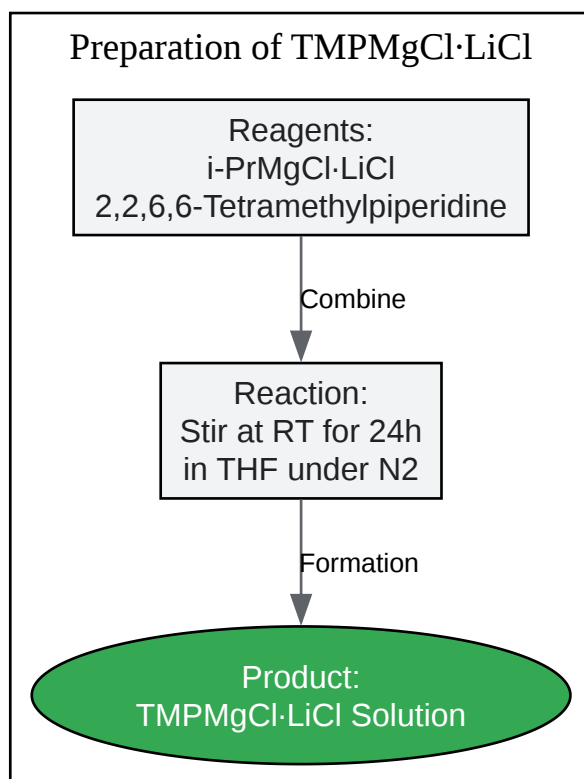 Preparation of TMPMgCl·LiCl
Reagents:
i-PrMgCl·LiCl
2,2,6,6-Tetramethylpiperidine
Combine
Reaction:
Stir at RT for 24h
in THF under N2
Formation
Product:
TMPMgCl·LiCl Solution